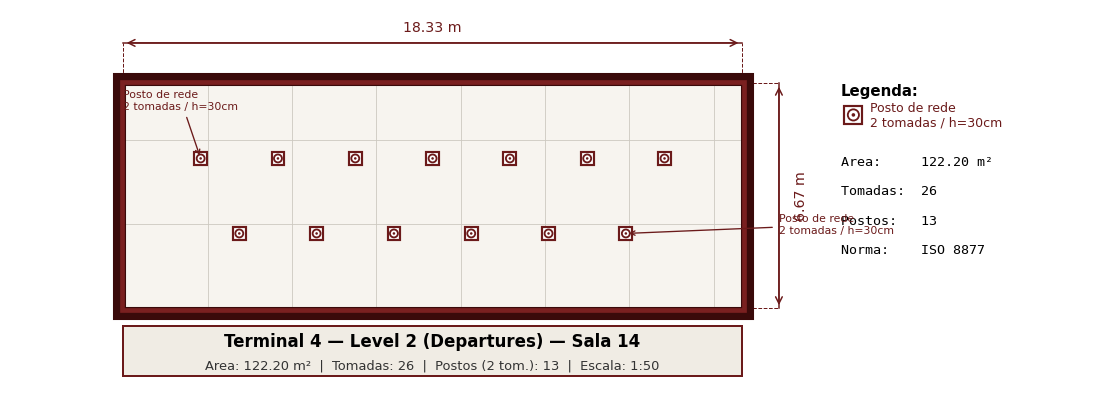 18.33 m
Posto de rede
2 tomadas / h=30cm
6.67 m
Posto de rede
2 tomadas / h=30cm
Legenda:
Posto de rede
2 tomadas / h=30cm
Area: 122.20 m²
Tomadas: 26
Postos: 13
Norma: ISO 8877
Terminal 4 — Level 2 (Departures) — Sala 14
Area: 122.20 m² | Tomadas: 26 | Postos (2 tom.): 13 | Escala: 1:50